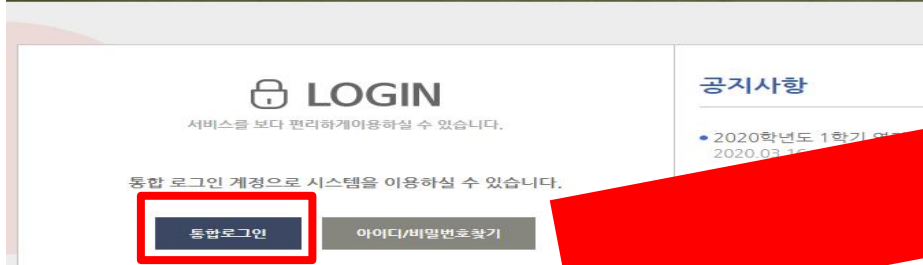 LOGIN
서비스를 보다 편리하게이용하실 수 있습니다.
통합 로그인 계정으로 시스템을 이용하실 수 있습니다.
통합로그인
아이디/비밀번호찾기
공지사항
2020학년도 1학기
2020.03.16